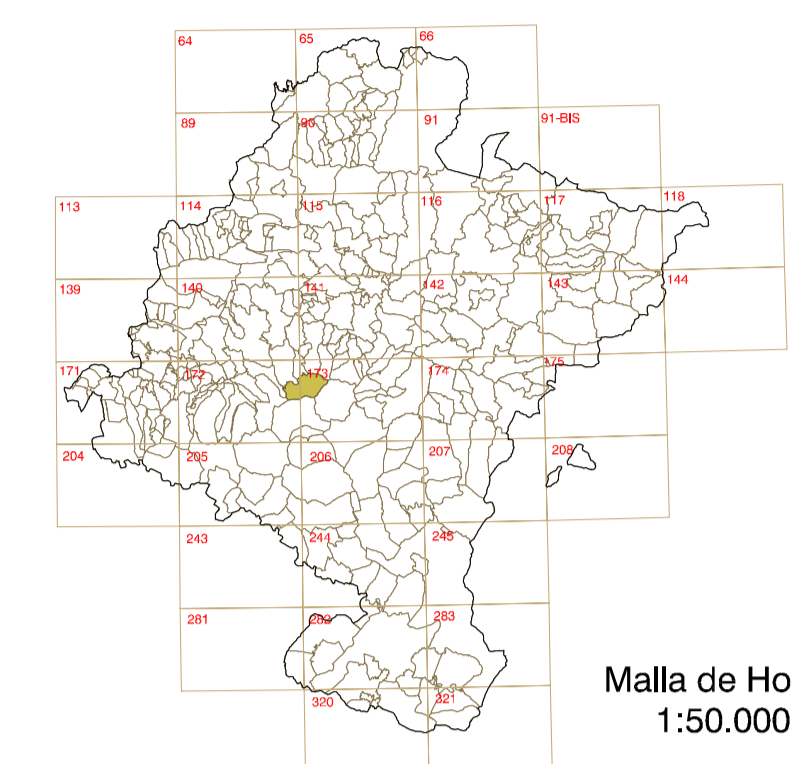 64 65 66
89 90 91 91-BIS
113 114 115 116 117 118
139 140 141 142 143 144
171 172 173 174 175
204 205 206 207 208
243 244 245
281 282 283
320 321
Malla de Ho
1:50.000